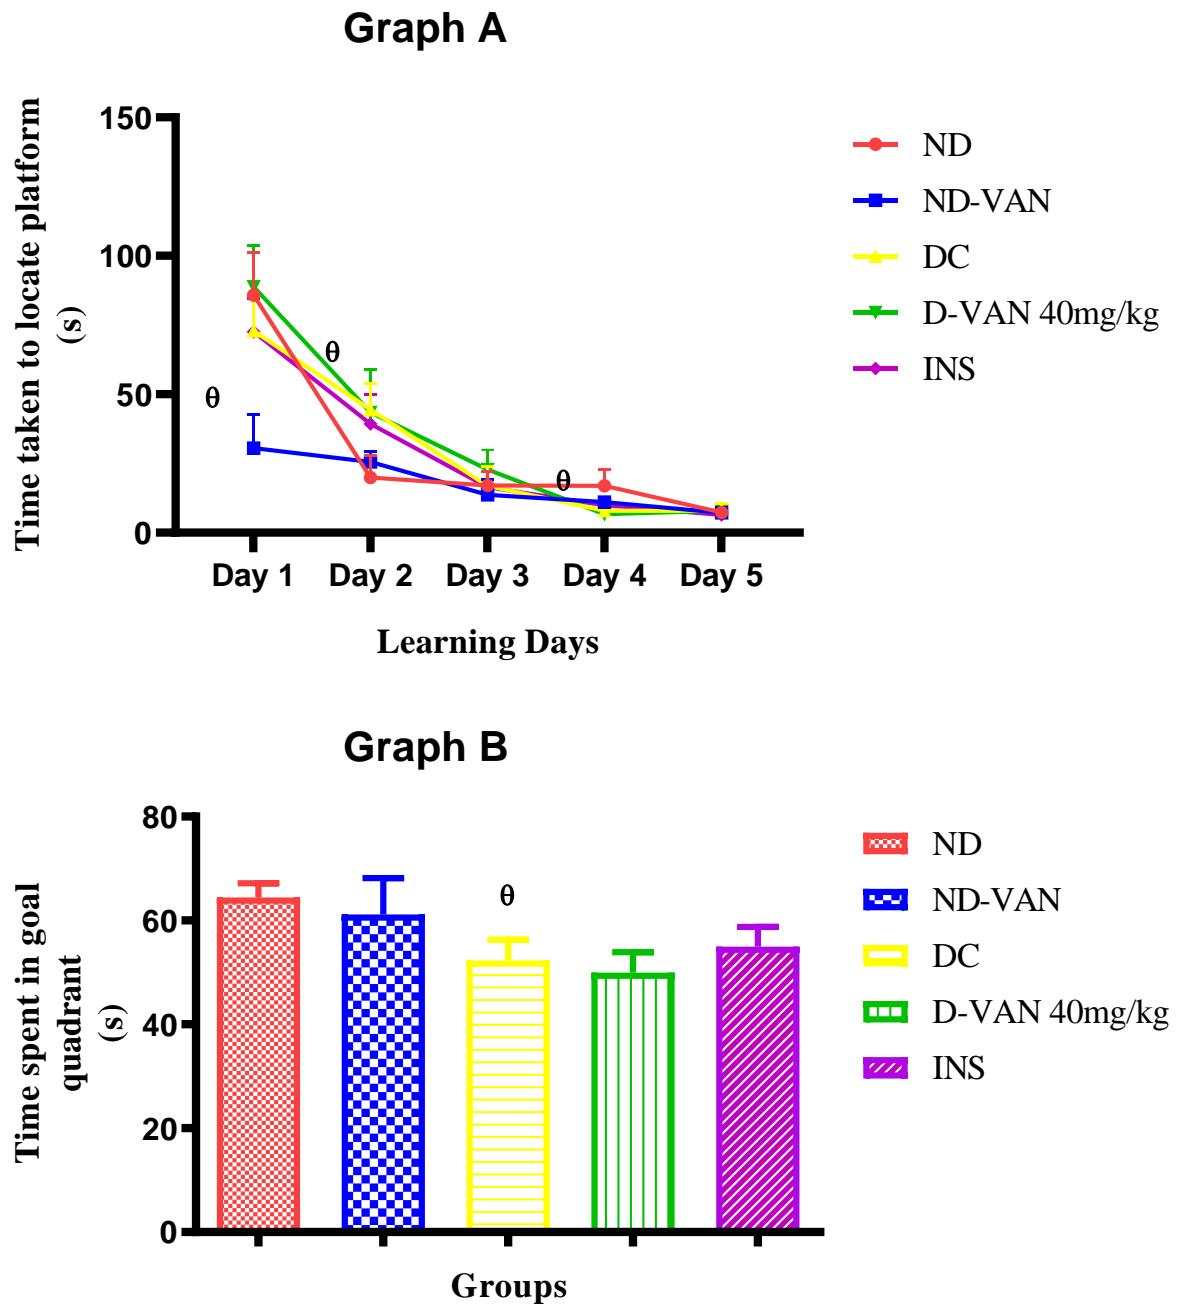 Graph A
Time taken to locate platform
(s)
150
100
50
0
θ
θ
θ
Day 1 Day 2 Day 3 Day 4 Day 5
Learning Days
ND
ND-VAN
DC
D-VAN 40mg/kg
INS
Graph B
Time spent in goal
quadrant
(s)
80
60
40
20
0
θ
Groups
ND
ND-VAN
DC
D-VAN 40mg/kg
INS